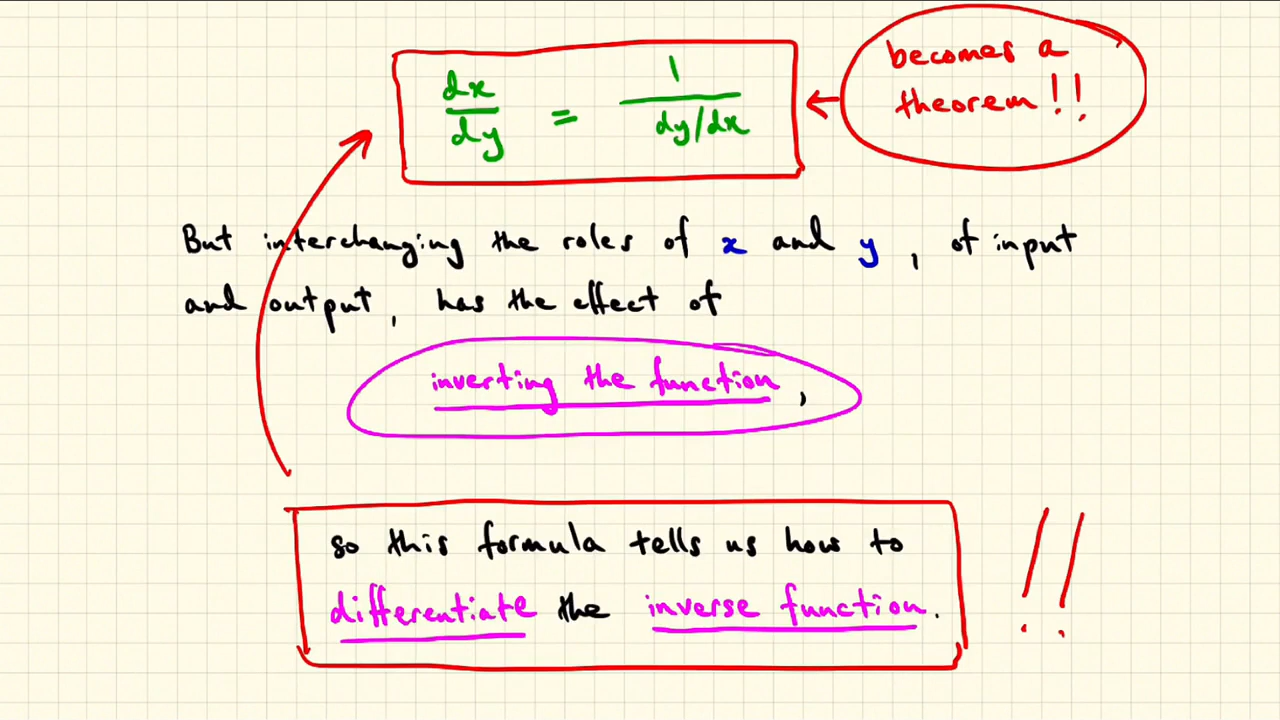 dx/dy = 1/(dy/dx)
becomes a
theorem!!
But interchanging the roles of x and y, of input
and output, has the effect of
inverting the function,
so this formula tells us how to
differentiate the inverse function.
!!